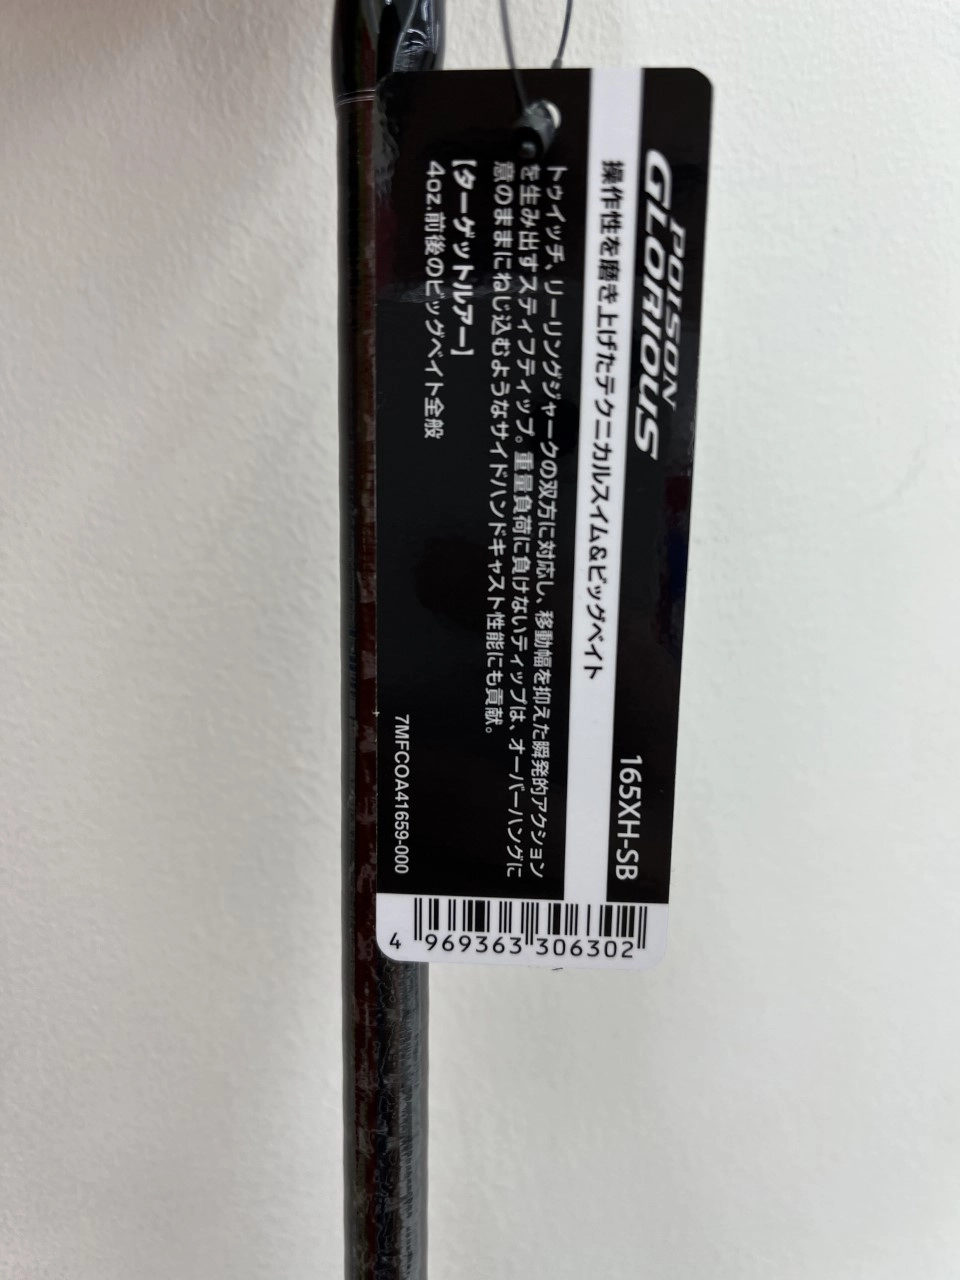 POISON
GLORIOUS
165XH-SB
操作性を磨き上げたテクニカルスイム&ビッグベイト
トゥイッチ、リーリングジャークの双方に対応し、移動幅を抑えた瞬発的アクション
を生み出すスティフティップ。重量負荷に負けないティップは、オーバーハングに
意のままにねじ込むようなサイドハンドキャスト性能にも貢献。
【ターゲットルアー】
4oz.前後のビッグベイト全般
7MFCOA41659-000
4 969363 306302